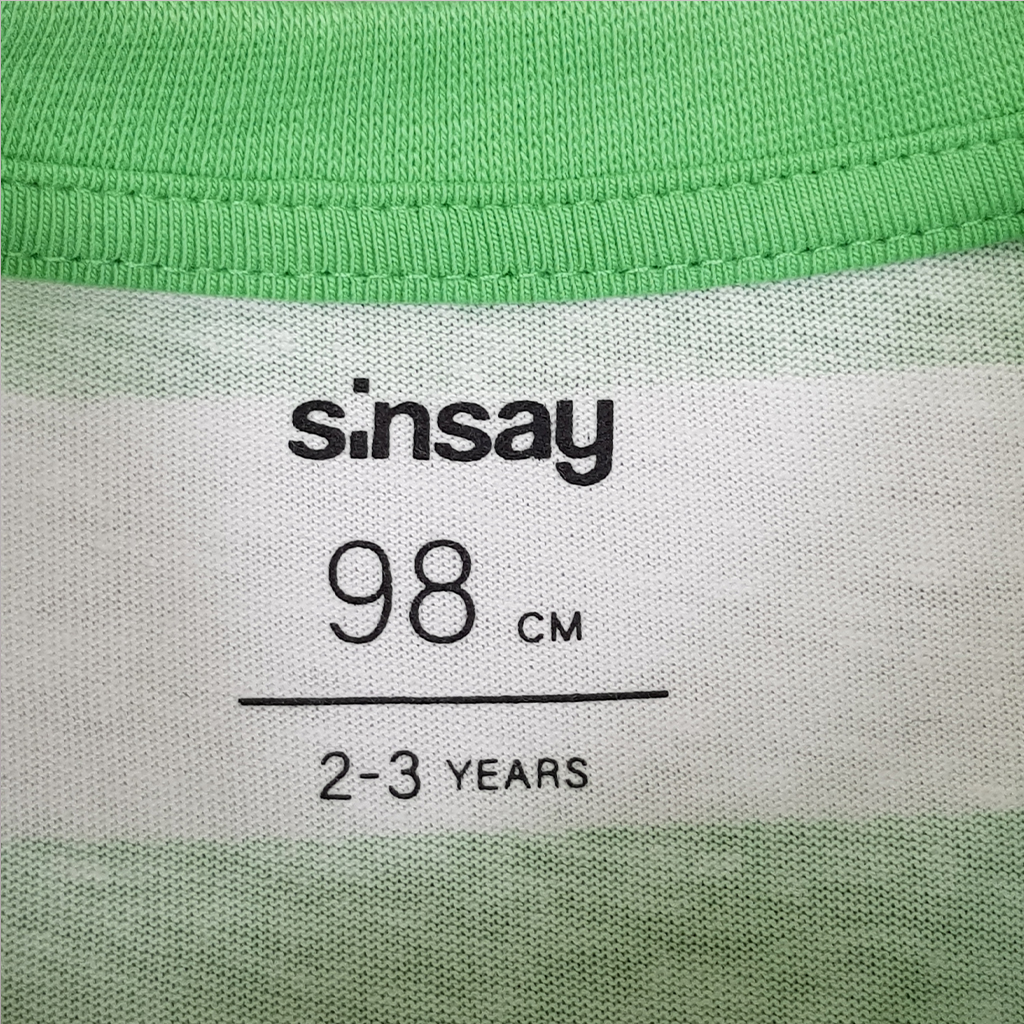 sinsay
98 CM
2-3 YEARS